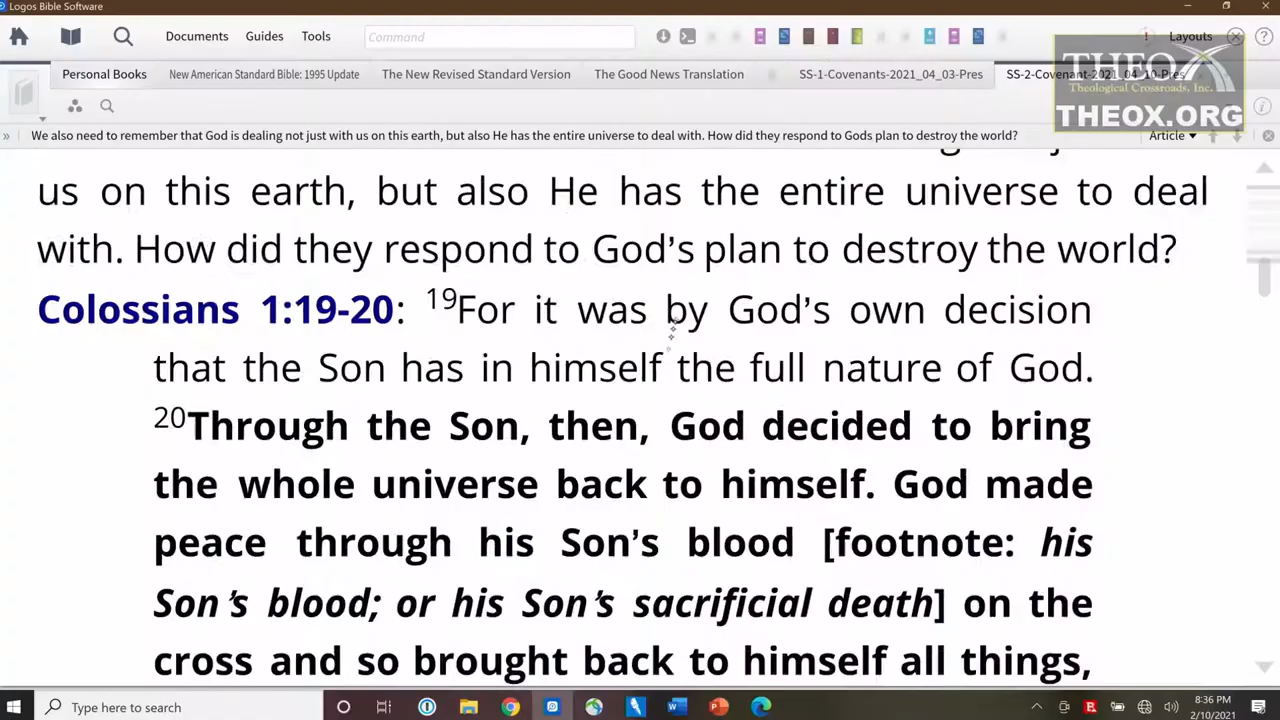 Logos Bible Software
Documents Guides Tools Command Layouts
Personal Books New American Standard Bible: 1995 Update The New Revised Standard Version The Good News Translation SS-1-Covenants-2021_04_03-Pres SS-2-Covenant-2021_04_10-Pres
THEOX
Theological Crossroads, Inc.
THEOX.ORG
» We also need to remember that God is dealing not just with us on this earth, but also He has the entire universe to deal with. How did they respond to Gods plan to destroy the world? Article
us on this earth, but also He has the entire universe to deal
with. How did they respond to God's plan to destroy the world?
Colossians 1:19-20: 19For it was by God's own decision
that the Son has in himself the full nature of God.
20Through the Son, then, God decided to bring
the whole universe back to himself. God made
peace through his Son's blood [footnote: his
Son's blood; or his Son's sacrificial death] on the
cross and so brought back to himself all things,
Type here to search
8:36 PM
2/10/2021